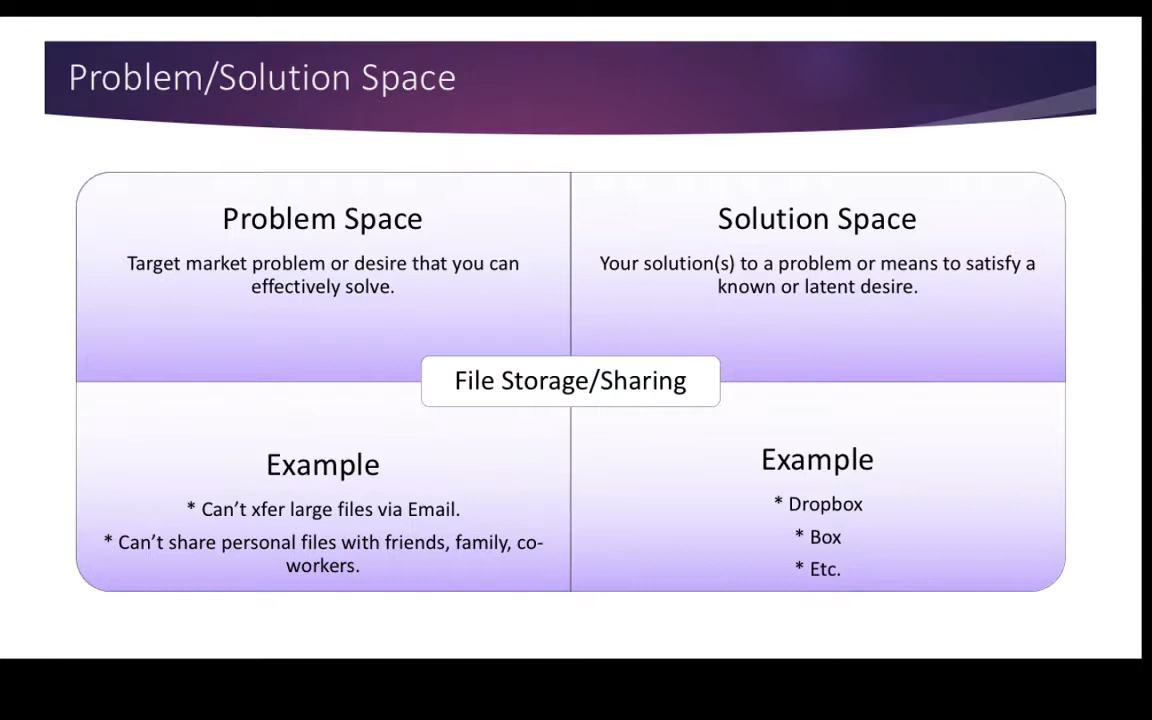 Problem/Solution Space
Problem Space
Target market problem or desire that you can
effectively solve.
Solution Space
Your solution(s) to a problem or means to satisfy a
known or latent desire.
File Storage/Sharing
Example
* Can’t xfer large files via Email.
* Can’t share personal files with friends, family, co-
workers.
Example
* Dropbox
* Box
* Etc.